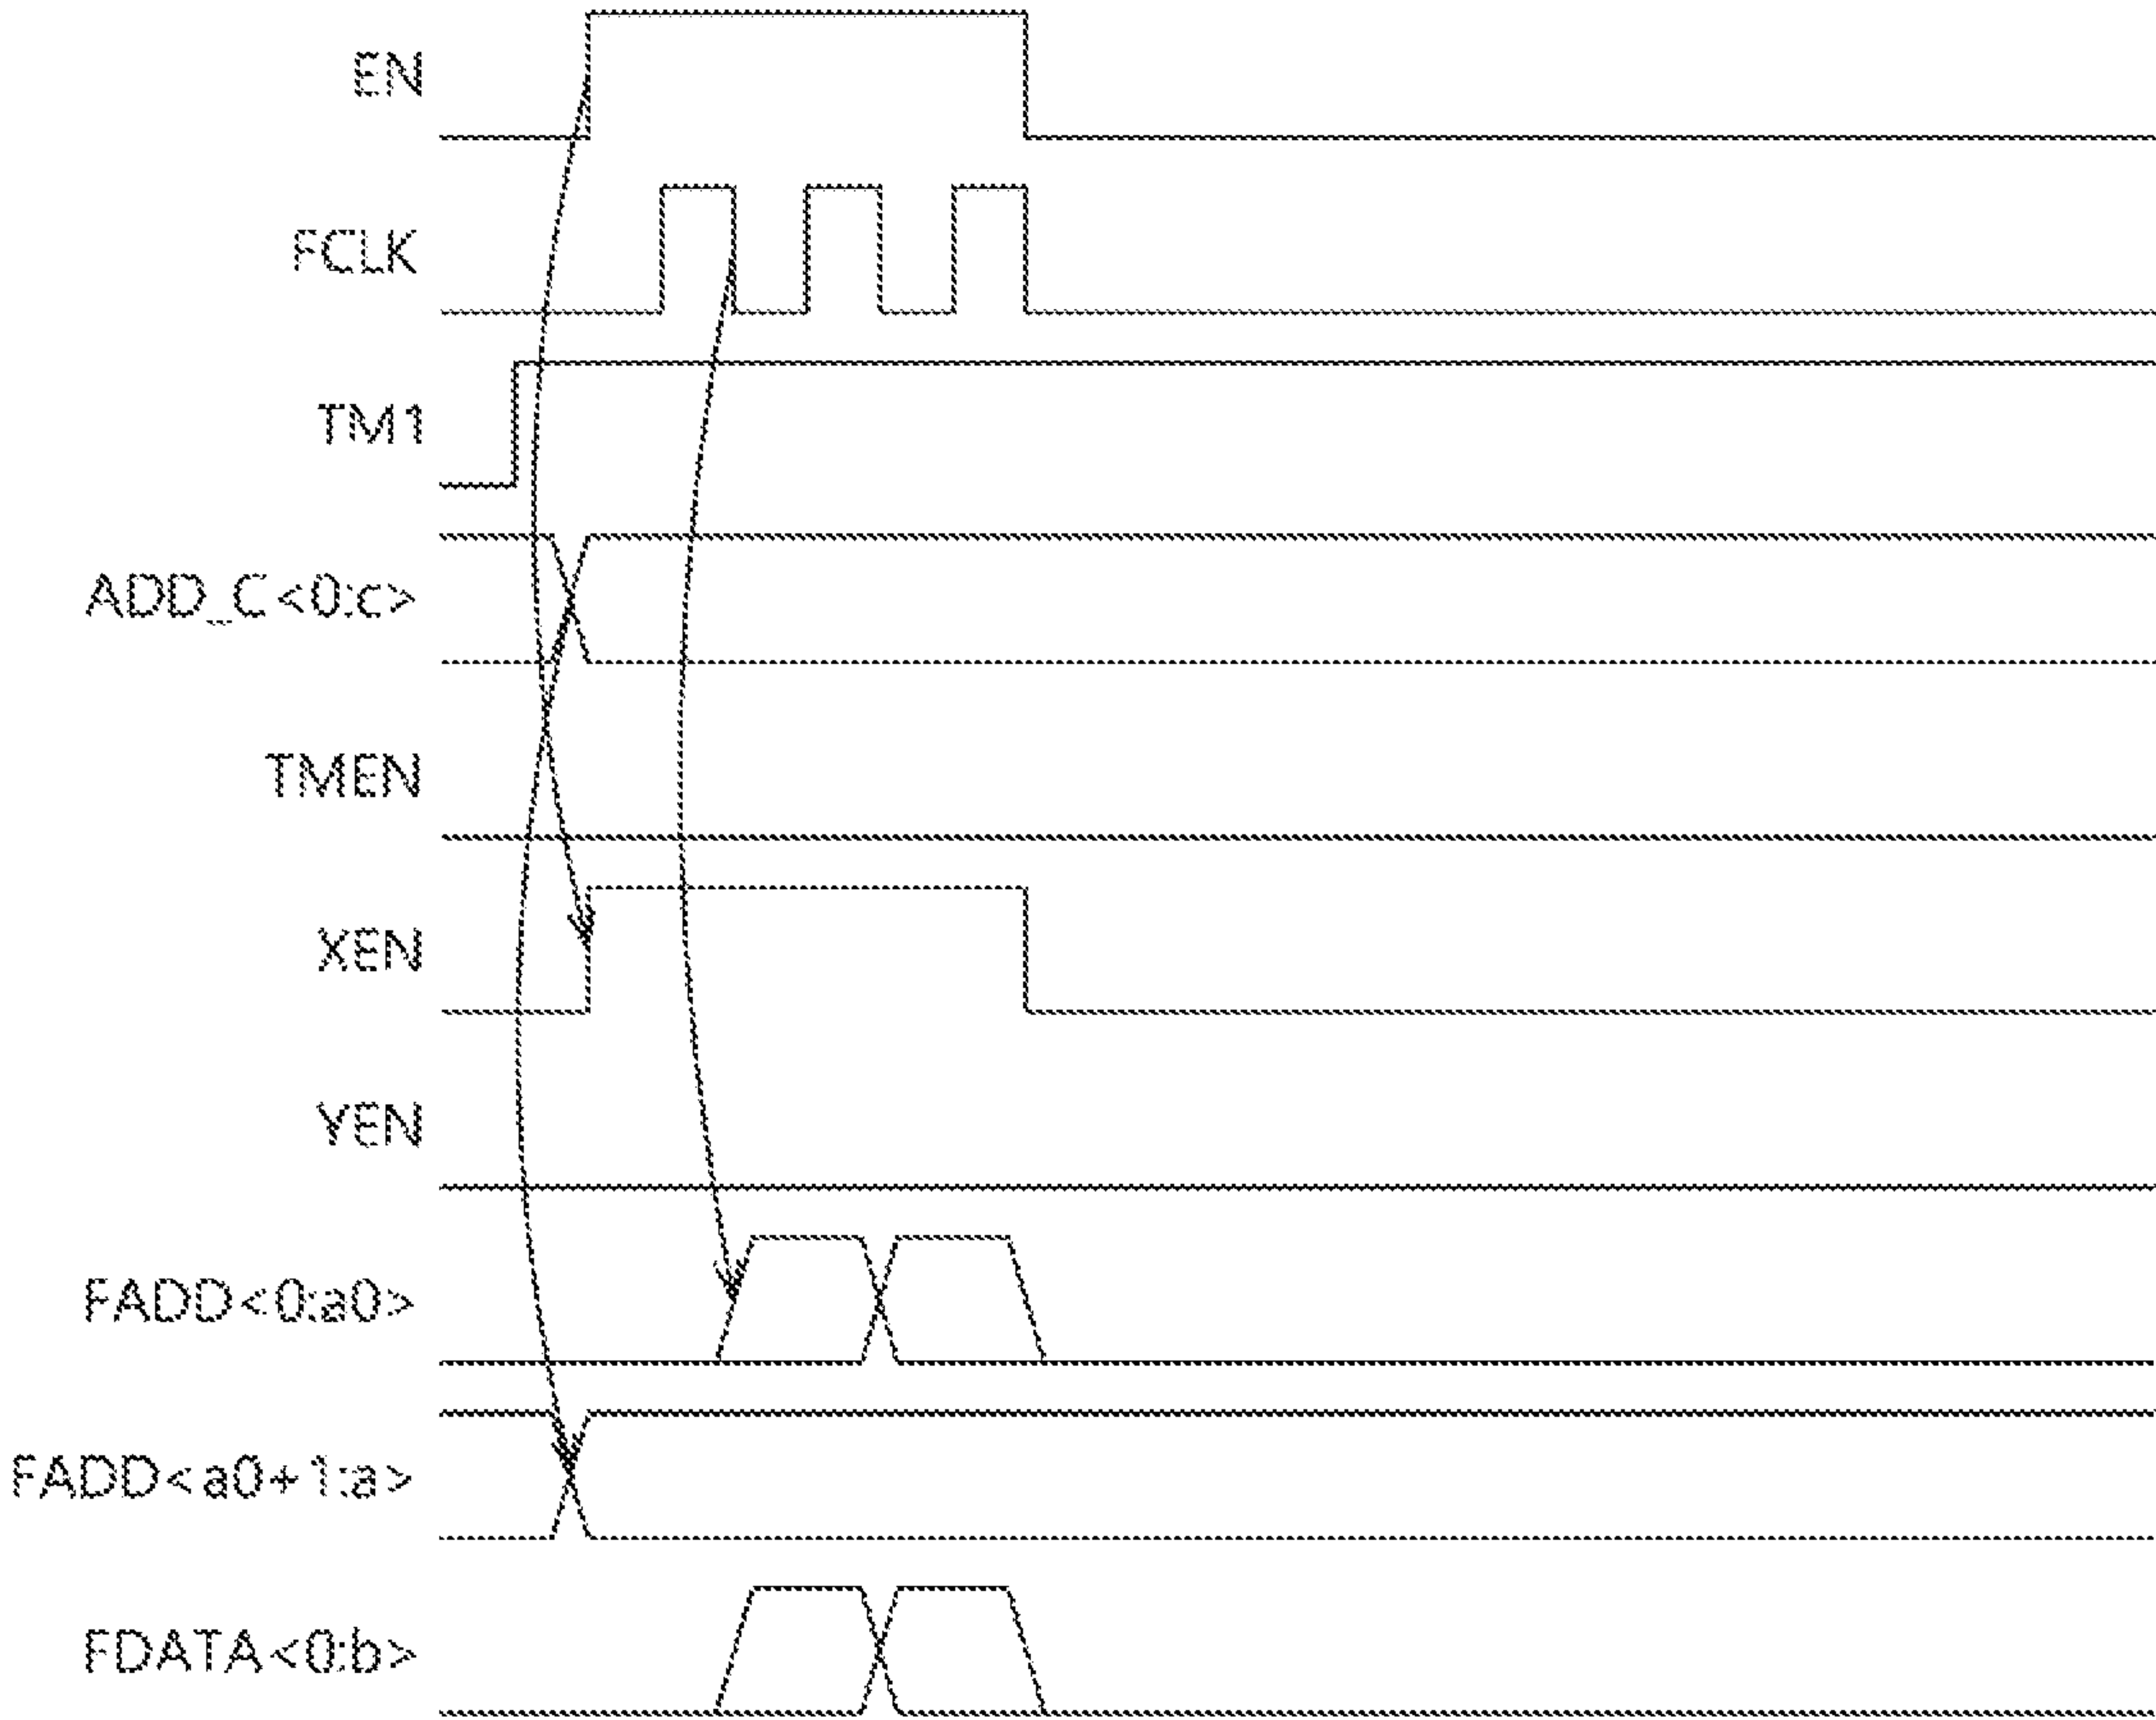 EN
FCLK
TM1
ADD_C<0:c>
TMEN
XEN
YEN
FADD<0:a0>
FADD<a0+1:a>
FDATA<0:b>